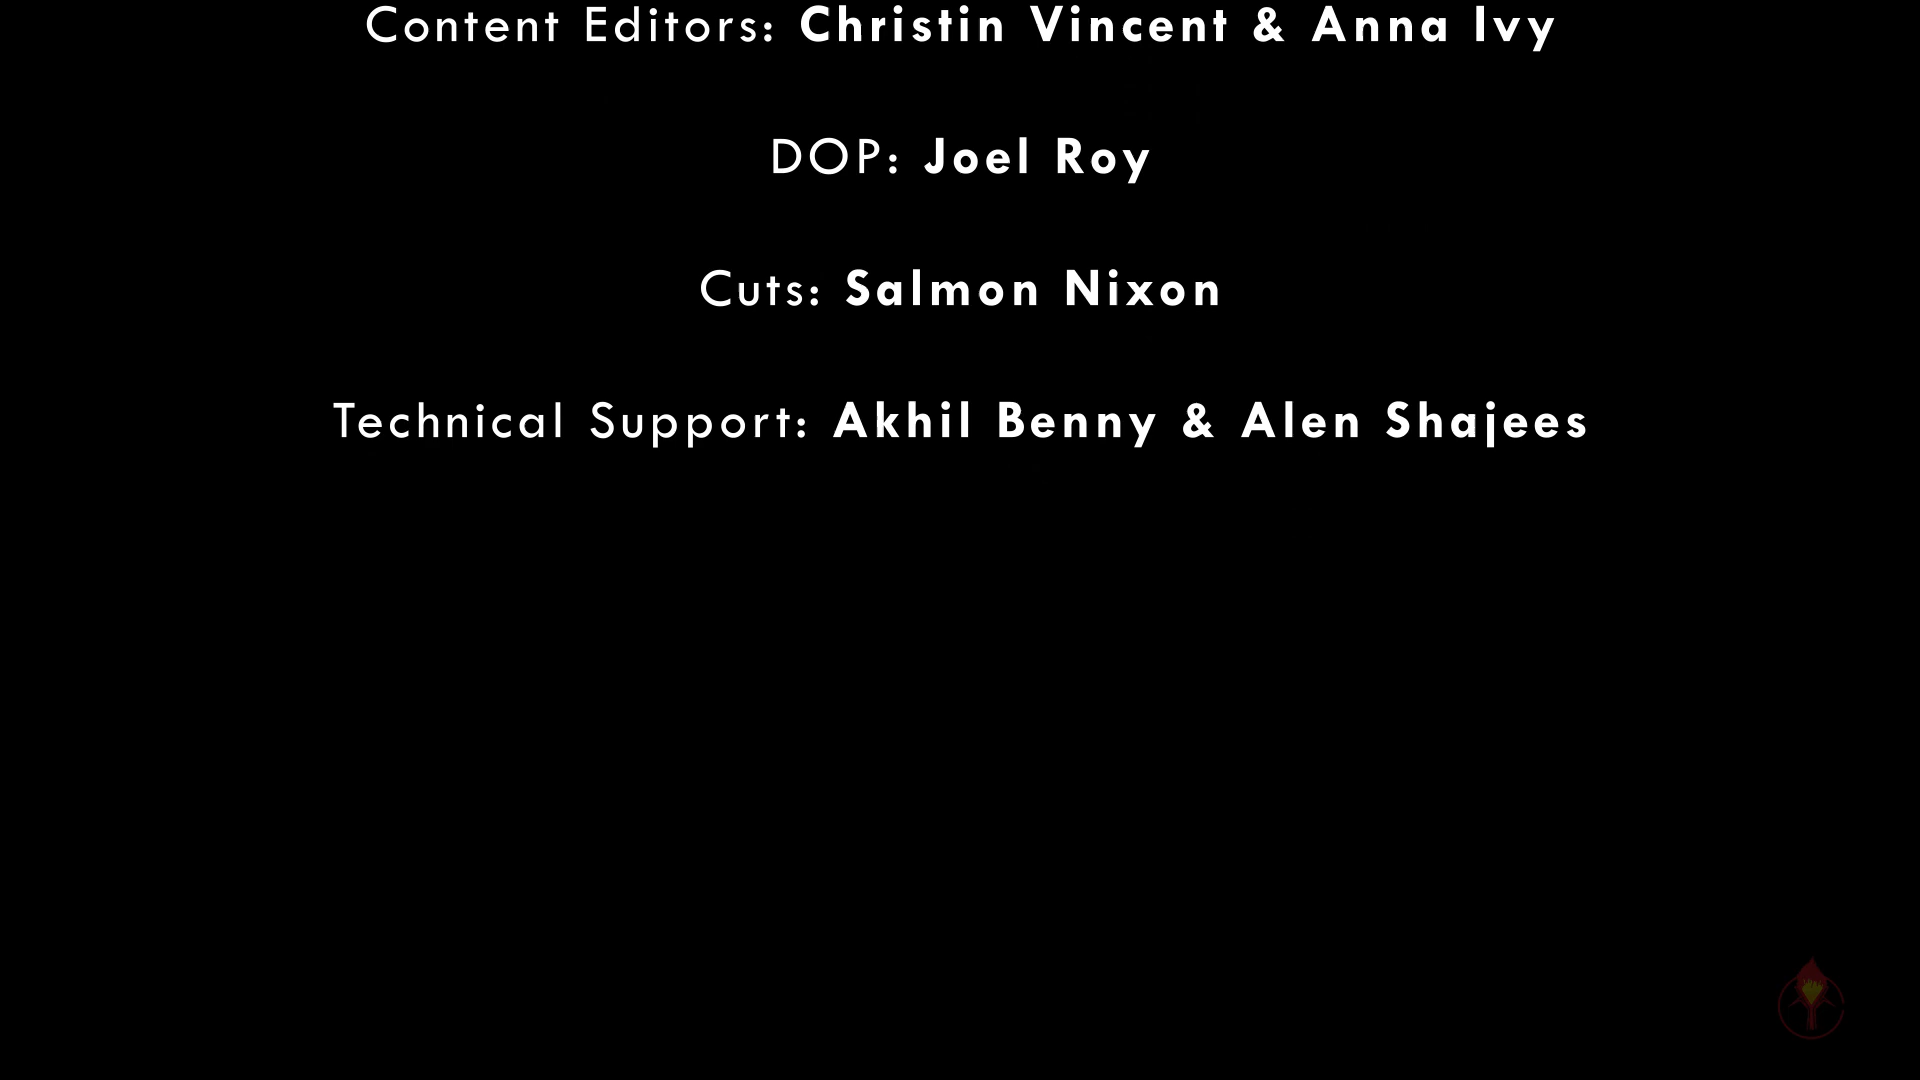 Content Editors: Christin Vincent & Anna Ivy
DOP: Joel Roy
Cuts: Salmon Nixon
Technical Support: Akhil Benny & Alen Shajees